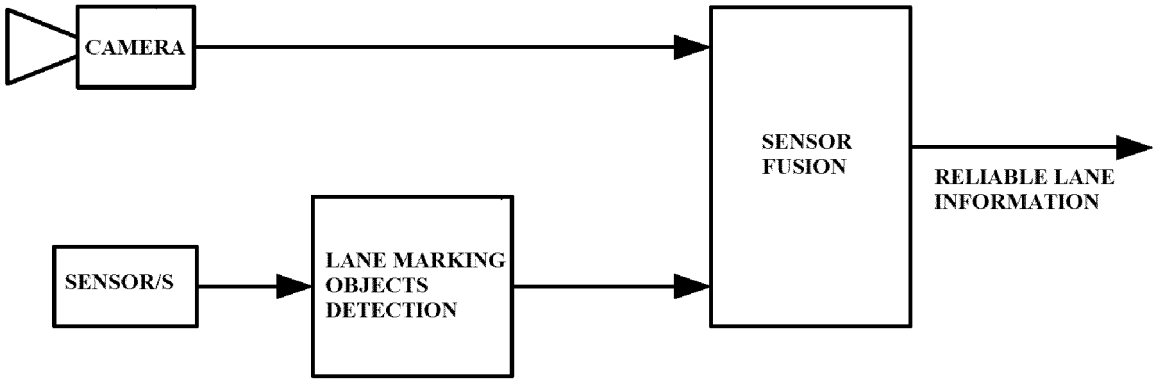 CAMERA
SENSOR
FUSION
RELIABLE LANE
INFORMATION
SENSOR/S
LANE MARKING
OBJECTS
DETECTION